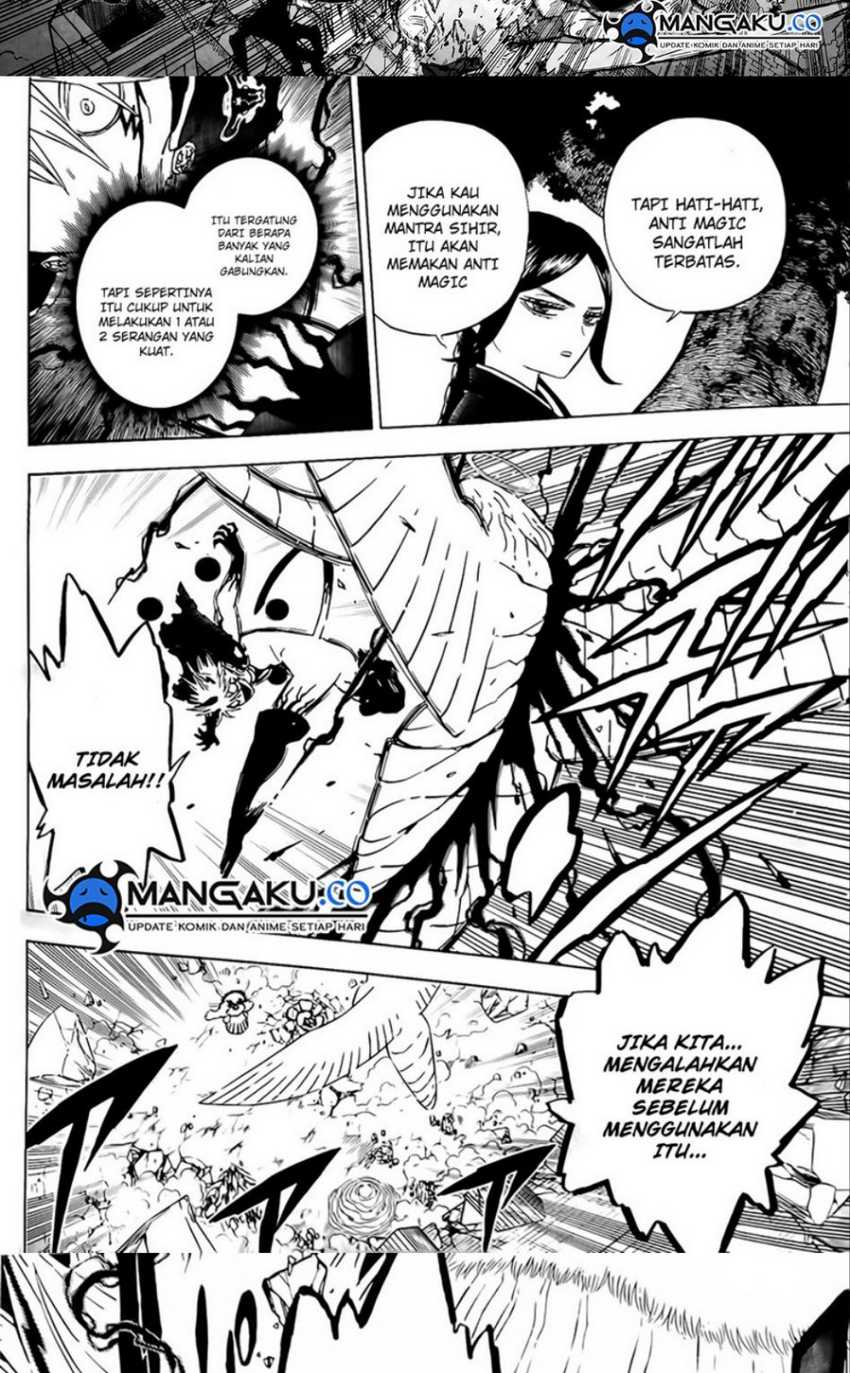 MANGAKU.CO
UPDATE KOMIK DAN ANIME SETIAP HARI
TAPI HATI-HATI,
ANTI MAGIC
SANGATLAH
TERBATAS.
JIKA KAU
MENGGUNAKAN
MANTRA SIHIR,
ITU AKAN
MEMAKAN ANTI
MAGIC
ITU TERGATUNG
DARI BERAPA
BANYAK YANG
KALIAN
GABUNGKAN.
TAPI SEPERTINYA
ITU CUKUP UNTUK
MELAKUKAN 1 ATAU
2 SERANGAN YANG
KUAT.
TIDAK
MASALAH!!
MANGAKU.CO
UPDATE KOMIK DAN ANIME SETIAP HARI
JIKA KITA...
MENGALAHKAN
MEREKA
SEBELUM
MENGGUNAKAN
ITU...